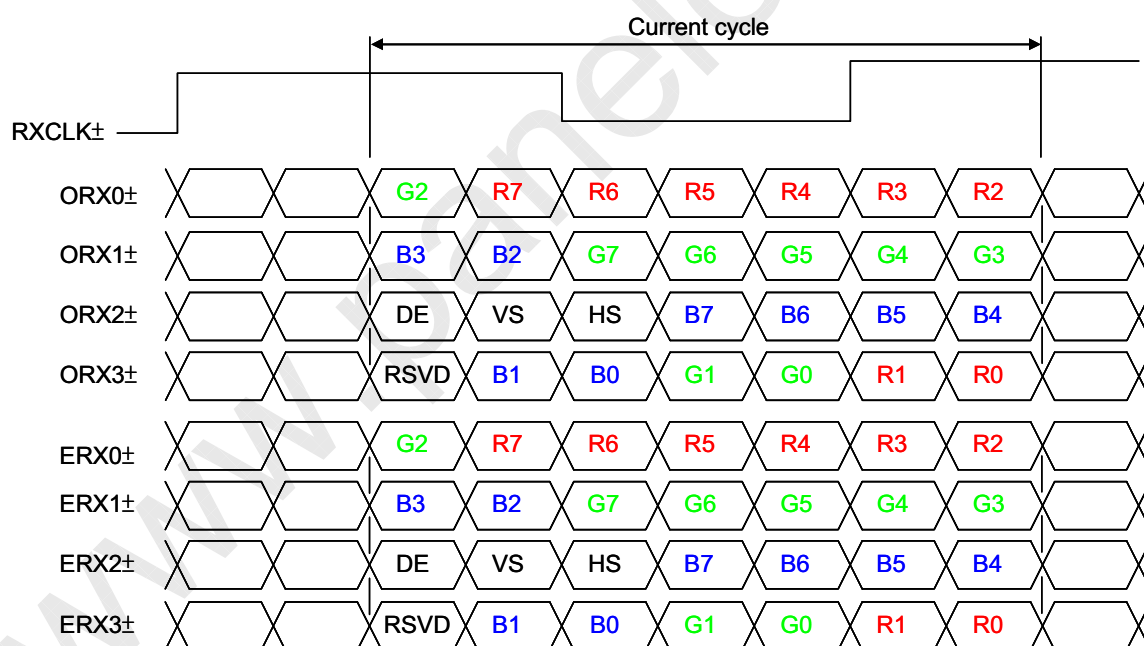 Current cycle
RXCLK±
ORX0± G2 R7 R6 R5 R4 R3 R2
ORX1± B3 B2 G7 G6 G5 G4 G3
ORX2± DE VS HS B7 B6 B5 B4
ORX3± RSVD B1 B0 G1 G0 R1 R0
ERX0± G2 R7 R6 R5 R4 R3 R2
ERX1± B3 B2 G7 G6 G5 G4 G3
ERX2± DE VS HS B7 B6 B5 B4
ERX3± RSVD B1 B0 G1 G0 R1 R0